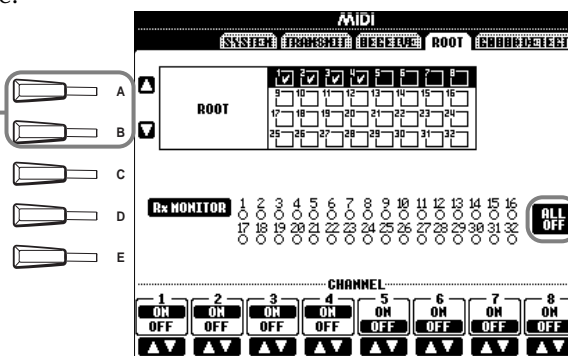 MIDI
SYSTEM TRANSMIT RECEIVE ROOT CHORD DETECT
A
B
C
D
E
ROOT
1 2 3 4 5 6 7 8
9 10 11 12 13 14 15 16
17 18 19 20 21 22 23 24
25 26 27 28 29 30 31 32
Rx MONITOR
1 2 3 4 5 6 7 8 9 10 11 12 13 14 15 16
17 18 19 20 21 22 23 24 25 26 27 28 29 30 31 32
ALL
OFF
CHANNEL
1 2 3 4 5 6 7 8
ON ON ON ON ON ON ON ON
OFF OFF OFF OFF OFF OFF OFF OFF